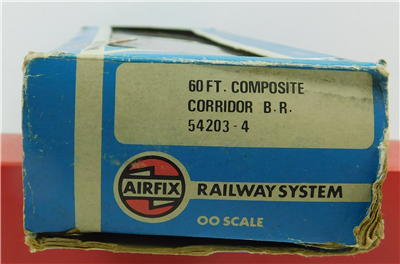 60 FT. COMPOSITE
CORRIDOR B.R.
54203-4
AIRFIX RAILWAY SYSTEM
OO SCALE